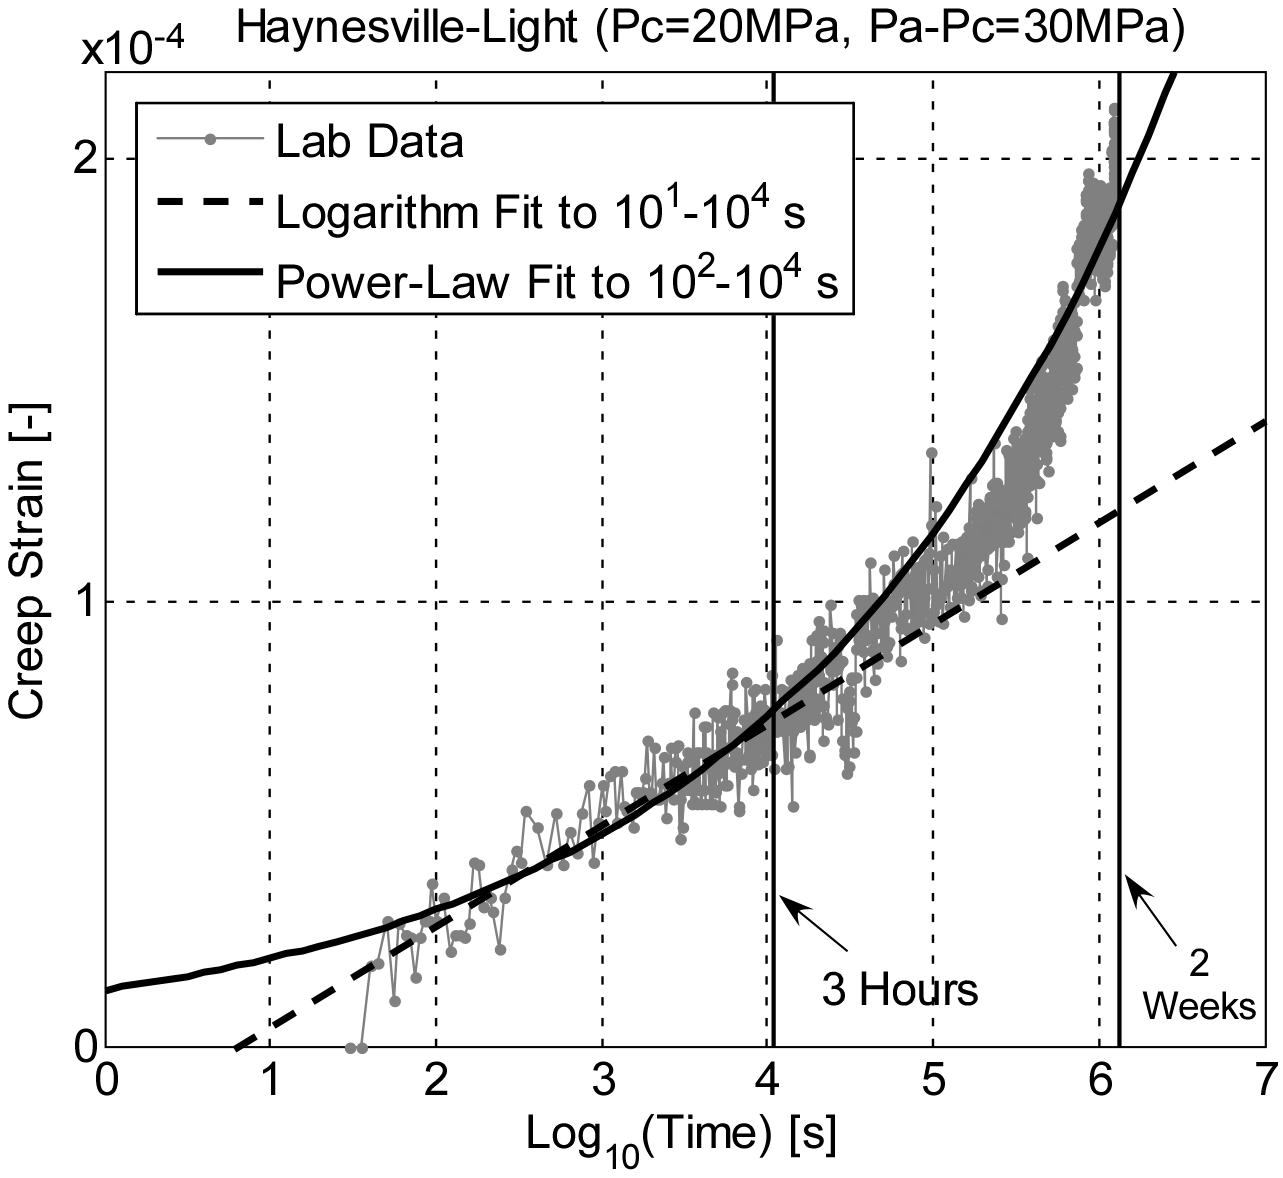 Haynesville-Light (Pc=20MPa, Pa-Pc=30MPa)
x10⁻⁴
Lab Data
Logarithm Fit to 10¹-10⁴ s
Power-Law Fit to 10²-10⁴ s
2
1
0
Creep Strain [-]
3 Hours
2
Weeks
0 1 2 3 4 5 6 7
Log₁₀(Time) [s]